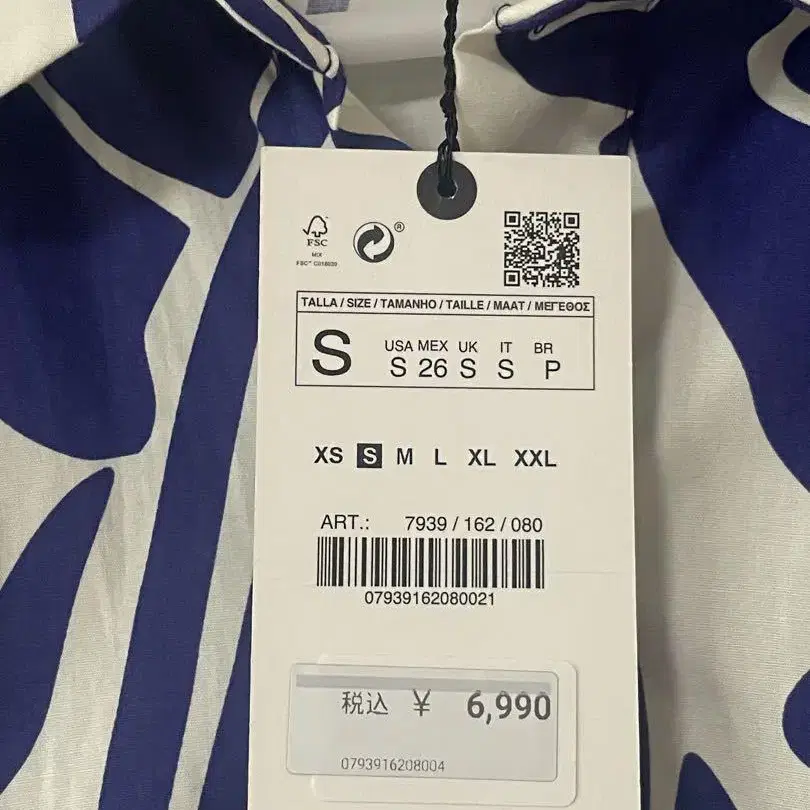 FSC
MIX
FSC™ C018039
®
TALLA / SIZE / TAMANHO / TAILLE / MAAT / ΜΕΓΕΘΟΣ
S
USA MEX UK IT BR
S 26 S S P
XS S M L XL XXL
ART.: 7939 / 162 / 080
07939162080021
税込 ¥ 6,990
0793916208004